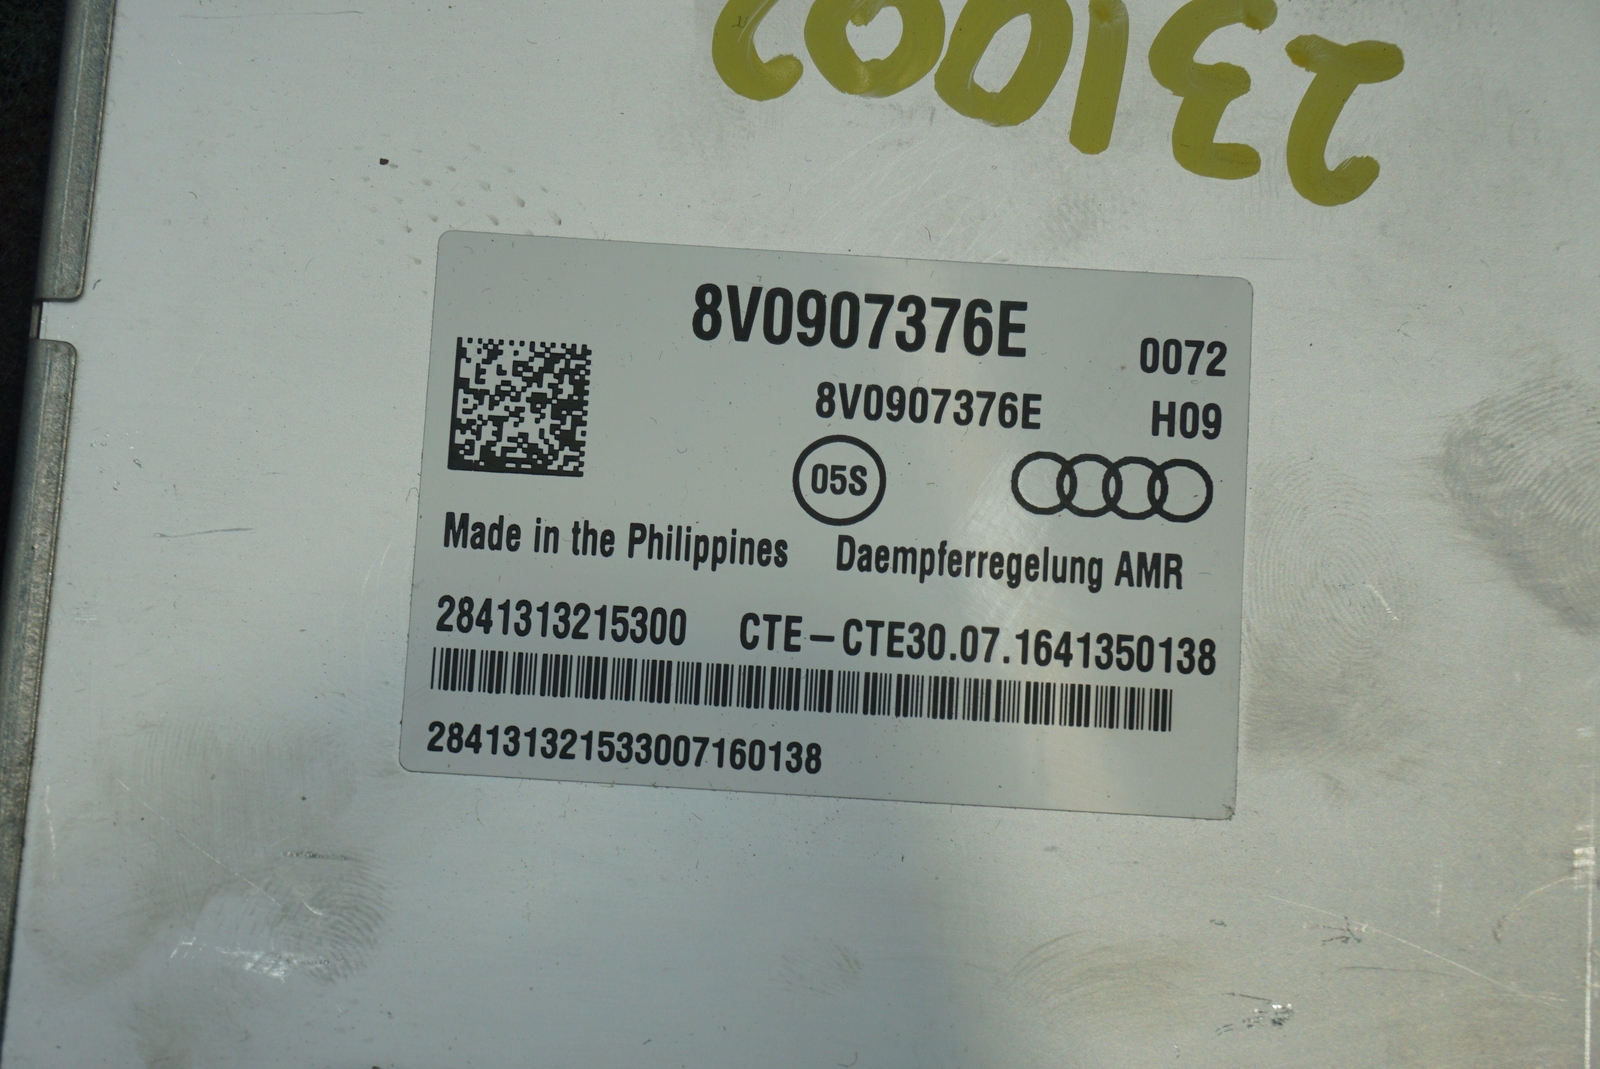 8V0907376E
0072
8V0907376E H09
05S
Made in the Philippines Daempferregelung AMR
2841313215300 CTE – CTE30.07.1641350138
284131321533007160138